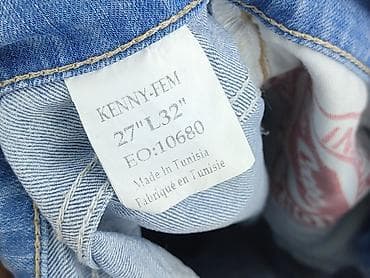 KENNY-FEM
27" L32"
EO:10680
Made In Tunisia
Fabriqué en Tunisie